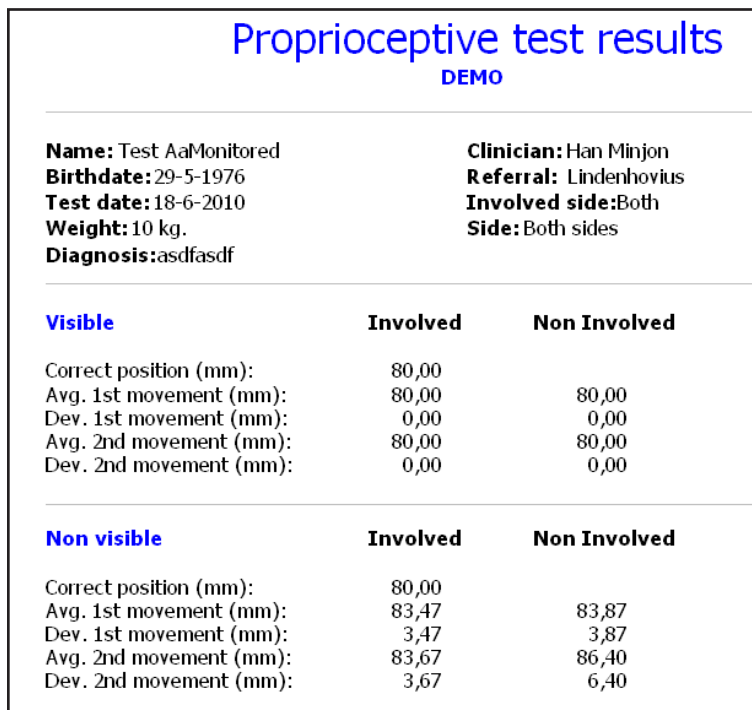 Proprioceptive test results
DEMO
Name: Test AaMonitored Clinician: Han Minjon
Birthdate: 29-5-1976 Referral: Lindenhovius
Test date: 18-6-2010 Involved side:Both
Weight: 10 kg. Side: Both sides
Diagnosis:asdfasdf
Visible Involved Non Involved
Correct position (mm): 80,00
Avg. 1st movement (mm): 80,00 80,00
Dev. 1st movement (mm): 0,00 0,00
Avg. 2nd movement (mm): 80,00 80,00
Dev. 2nd movement (mm): 0,00 0,00
Non visible Involved Non Involved
Correct position (mm): 80,00
Avg. 1st movement (mm): 83,47 83,87
Dev. 1st movement (mm): 3,47 3,87
Avg. 2nd movement (mm): 83,67 86,40
Dev. 2nd movement (mm): 3,67 6,40